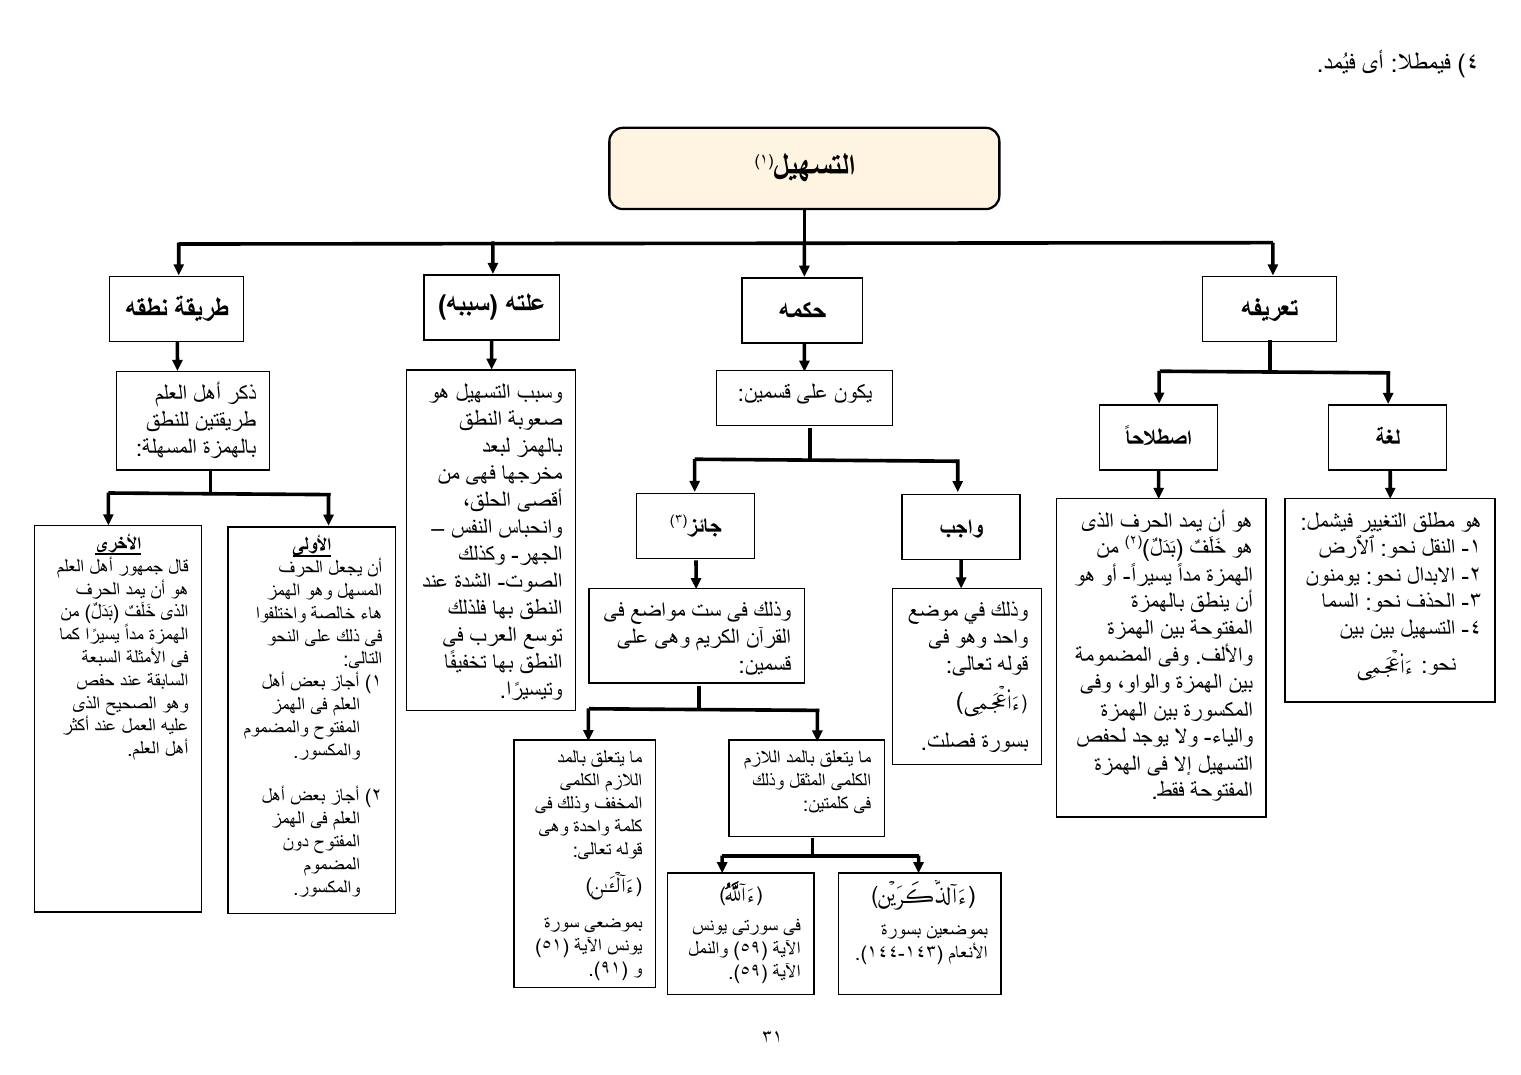 ٤) فيمطلا: أى فيُمد.
التسهيل(١)
تعريفه
حكمه
علته (سببه)
طريقة نطقه
لغة
هو مطلق التغيير فيشمل:
١- النقل نحو: ٱلأرض
٢- الابدال نحو: يومنون
٣- الحذف نحو: السما
٤- التسهيل بين بين
نحو: ءَا۬عْجَمِى
اصطلاحاً
هو أن يمد الحرف الذى
هو خَلَفٌ (بَدَلٌ)(٢) من
الهمزة مداً يسيراً- أو هو
أن ينطق بالهمزة
المفتوحة بين الهمزة
والألف. وفى المضمومة
بين الهمزة والواو، وفى
المكسورة بين الهمزة
والياء- ولا يوجد لحفص
التسهيل إلا فى الهمزة
المفتوحة فقط.
يكون على قسمين:
واجب
وذلك في موضع
واحد وهو فى
قوله تعالى:
(ءَا۬عْجَمِى)
بسورة فصلت.
جائز(٣)
وذلك فى ست مواضع فى
القرآن الكريم وهى على
قسمين:
ما يتعلق بالمد اللازم
الكلمى المثقل وذلك
فى كلمتين:
(ءَآلذَّكَرَيْنِ)
بموضعين بسورة
الأنعام (١٤٣-١٤٤).
(ءَآللَّهُ)
فى سورتى يونس
الآية (٥٩) والنمل
الآية (٥٩).
ما يتعلق بالمد
اللازم الكلمى
المخفف وذلك فى
كلمة واحدة وهى
قوله تعالى:
(ءَآلْـَٔـٰنَ)
بموضعى سورة
يونس الآية (٥١)
و (٩١).
وسبب التسهيل هو
صعوبة النطق
بالهمز لبعد
مخرجها فهى من
أقصى الحلق،
وانحباس النفس –
الجهر- وكذلك
الصوت- الشدة عند
النطق بها فلذلك
توسع العرب فى
النطق بها تخفيفًا
وتيسيرًا.
ذكر أهل العلم
طريقتين للنطق
بالهمزة المسهلة:
الأولى
أن يجعل الحرف
المسهل وهو الهمز
هاء خالصة واختلفوا
فى ذلك على النحو
التالى:
١) أجاز بعض أهل
العلم فى الهمز
المفتوح والمضموم
والمكسور.
٢) أجاز بعض أهل
العلم فى الهمز
المفتوح دون
المضموم
والمكسور.
الأخرى
قال جمهور أهل العلم
هو أن يمد الحرف
الذى خَلَفٌ (بَدَلٌ) من
الهمزة مداً يسيرًا كما
فى الأمثلة السبعة
السابقة عند حفص
وهو الصحيح الذى
عليه العمل عند أكثر
أهل العلم.
٣١